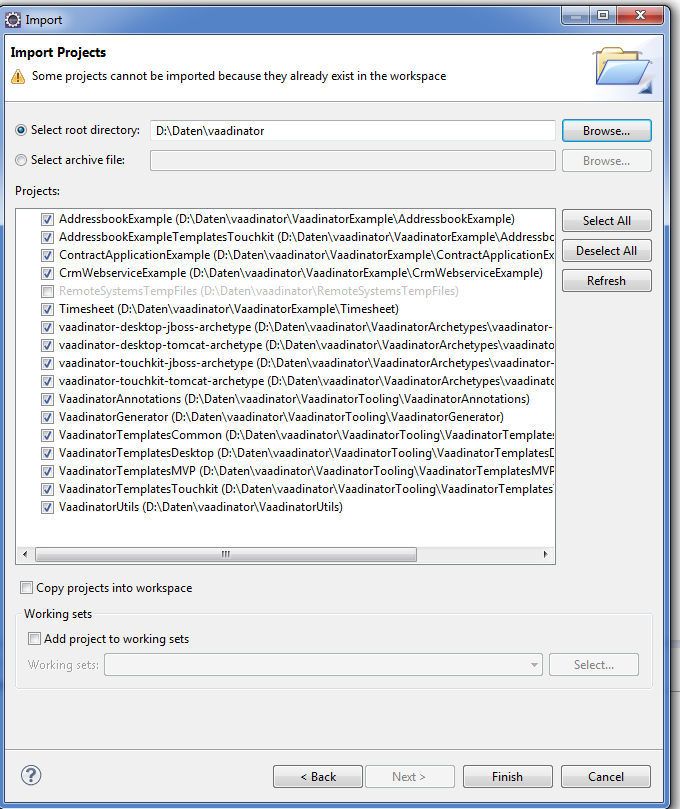 Import
Import Projects
Some projects cannot be imported because they already exist in the workspace
Select root directory: D:\Daten\vaadinator Browse...
Select archive file: Browse...
Projects:
AddressbookExample (D:\Daten\vaadinator\VaadinatorExample\AddressbookExample)
AddressbookExampleTemplatesTouchkit (D:\Daten\vaadinator\VaadinatorExample\Addressbo
ContractApplicationExample (D:\Daten\vaadinator\VaadinatorExample\ContractApplicationEx
CrmWebserviceExample (D:\Daten\vaadinator\VaadinatorExample\CrmWebserviceExample)
RemoteSystemsTempFiles (D:\Daten\vaadinator\RemoteSystemsTempFiles)
Timesheet (D:\Daten\vaadinator\VaadinatorExample\Timesheet)
vaadinator-desktop-jboss-archetype (D:\Daten\vaadinator\VaadinatorArchetypes\vaadinator-
vaadinator-desktop-tomcat-archetype (D:\Daten\vaadinator\VaadinatorArchetypes\vaadinato
vaadinator-touchkit-jboss-archetype (D:\Daten\vaadinator\VaadinatorArchetypes\vaadinator-
vaadinator-touchkit-tomcat-archetype (D:\Daten\vaadinator\VaadinatorArchetypes\vaadinatc
VaadinatorAnnotations (D:\Daten\vaadinator\VaadinatorTooling\VaadinatorAnnotations)
VaadinatorGenerator (D:\Daten\vaadinator\VaadinatorTooling\VaadinatorGenerator)
VaadinatorTemplatesCommon (D:\Daten\vaadinator\VaadinatorTooling\VaadinatorTemplates
VaadinatorTemplatesDesktop (D:\Daten\vaadinator\VaadinatorTooling\VaadinatorTemplatesD
VaadinatorTemplatesMVP (D:\Daten\vaadinator\VaadinatorTooling\VaadinatorTemplatesMVP
VaadinatorTemplatesTouchkit (D:\Daten\vaadinator\VaadinatorTooling\VaadinatorTemplates
VaadinatorUtils (D:\Daten\vaadinator\VaadinatorUtils)
Select All
Deselect All
Refresh
Copy projects into workspace
Working sets
Add project to working sets
Working sets: Select...
? < Back Next > Finish Cancel